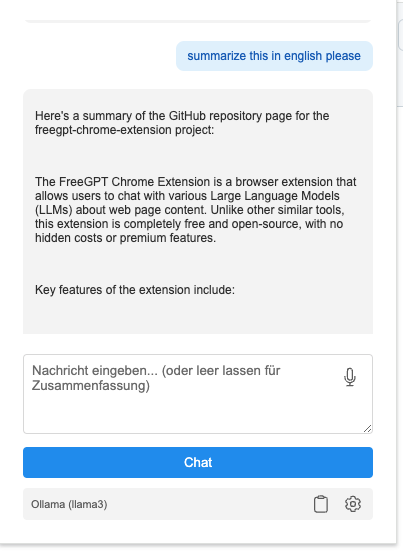 summarize this in english please
Here's a summary of the GitHub repository page for the
freegpt-chrome-extension project:
The FreeGPT Chrome Extension is a browser extension that
allows users to chat with various Large Language Models
(LLMs) about web page content. Unlike other similar tools,
this extension is completely free and open-source, with no
hidden costs or premium features.
Key features of the extension include:
Nachricht eingeben... (oder leer lassen für
Zusammenfassung)
Chat
Ollama (llama3)